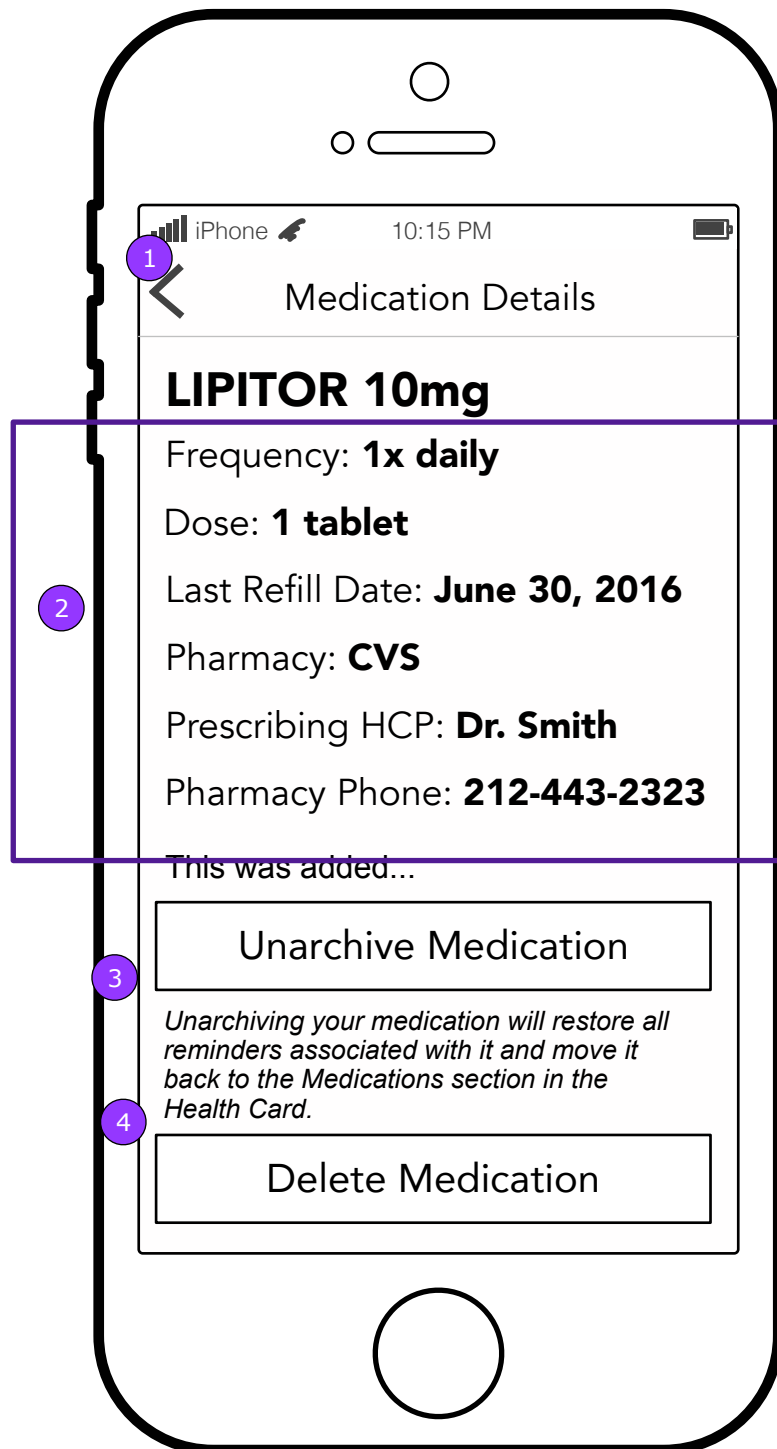 iPhone 10:15 PM
1
Medication Details
LIPITOR 10mg
Frequency: 1x daily
Dose: 1 tablet
Last Refill Date: June 30, 2016
2
Pharmacy: CVS
Prescribing HCP: Dr. Smith
Pharmacy Phone: 212-443-2323
This was added...
Unarchive Medication
3
Unarchiving your medication will restore all
reminders associated with it and move it
back to the Medications section in the
Health Card.
4
Delete Medication